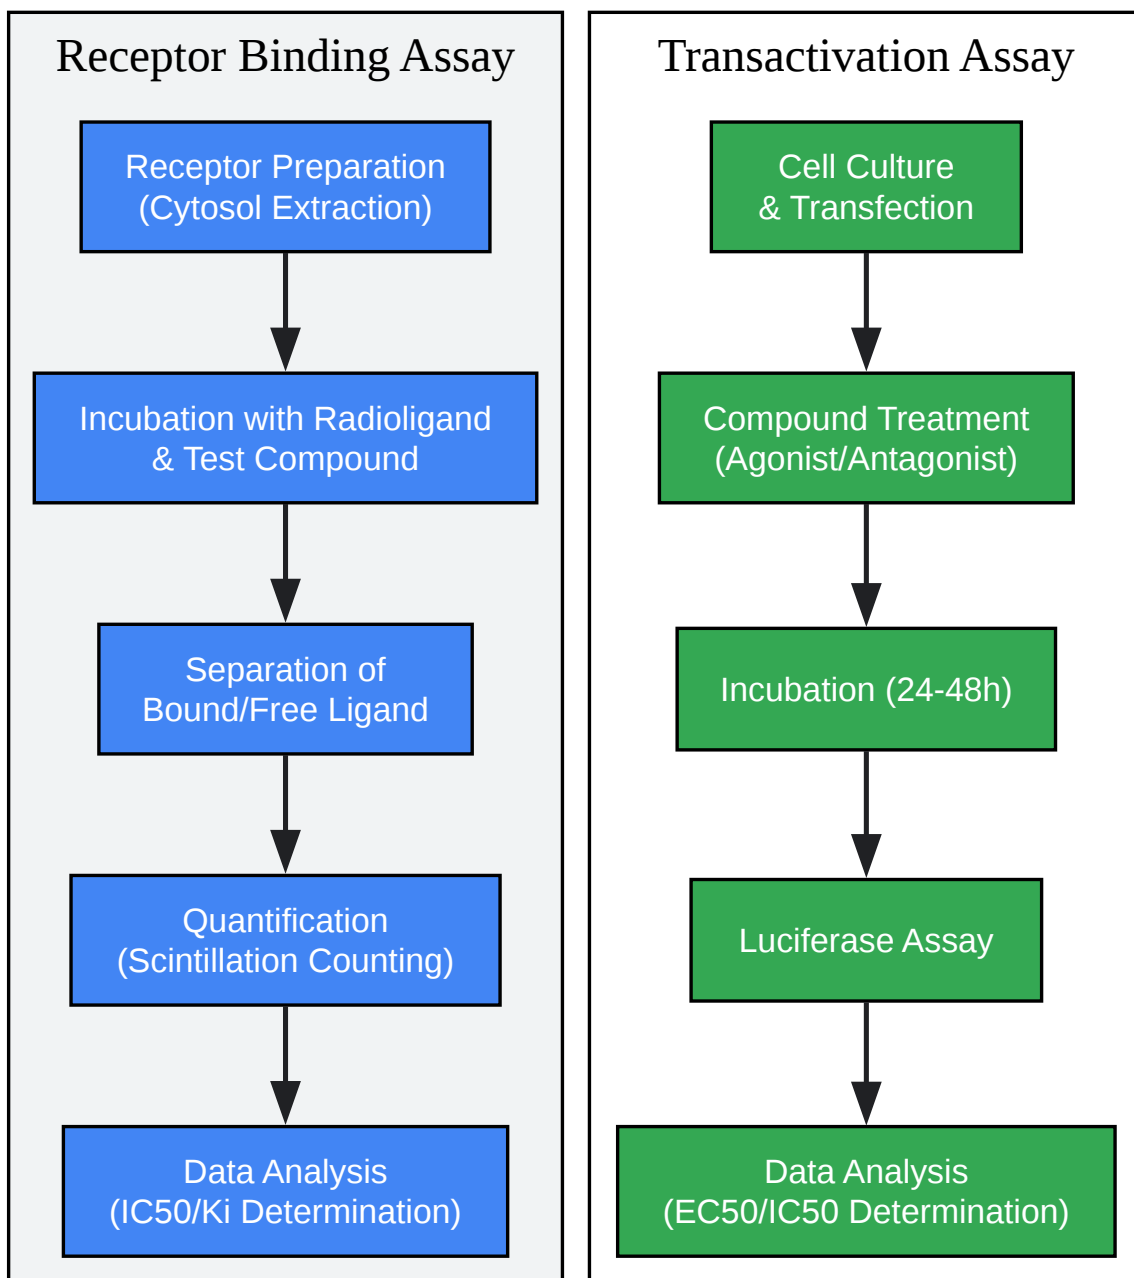 Receptor Binding Assay
Receptor Preparation
(Cytosol Extraction)
Incubation with Radioligand
& Test Compound
Separation of
Bound/Free Ligand
Quantification
(Scintillation Counting)
Data Analysis
(IC50/Ki Determination)
Transactivation Assay
Cell Culture
& Transfection
Compound Treatment
(Agonist/Antagonist)
Incubation (24-48h)
Luciferase Assay
Data Analysis
(EC50/IC50 Determination)